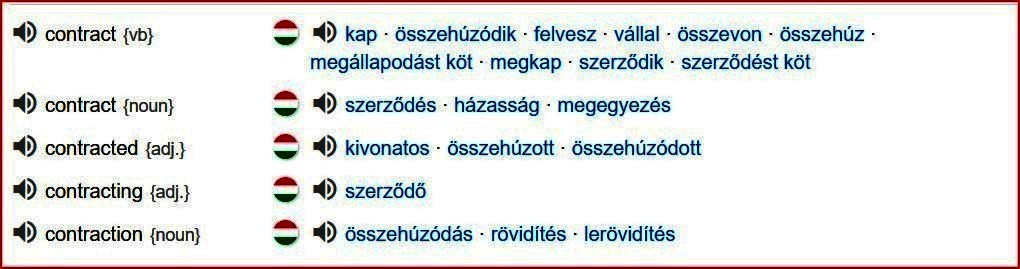 contract {vb} kap · összehúzódik · felvesz · vállal · összevon · összehúz ·
megállapodást köt · megkap · szerződik · szerződést köt
contract {noun} szerződés · házasság · megegyezés
contracted {adj.} kivonatos · összehúzott · összehúzódott
contracting {adj.} szerződő
contraction {noun} összehúzódás · rövidítés · lerövidítés